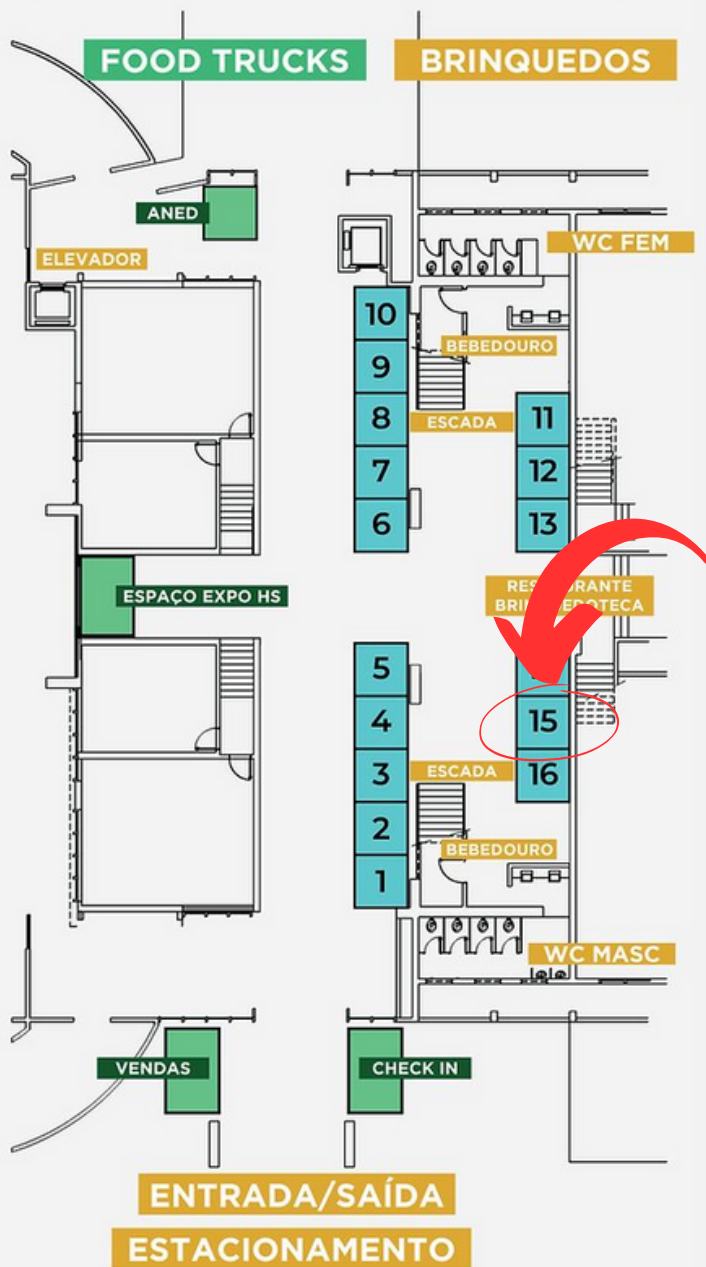 FOOD TRUCKS
BRINQUEDOS
ANED
WC FEM
ELEVADOR
10
BEBEDOURO
9
8
ESCADA
11
7
12
6
13
ESPAÇO EXPO HS
5
4
15
3
ESCADA
16
2
BEBEDOURO
1
WC MASC
VENDAS
CHECK IN
ENTRADA/SAÍDA
ESTACIONAMENTO